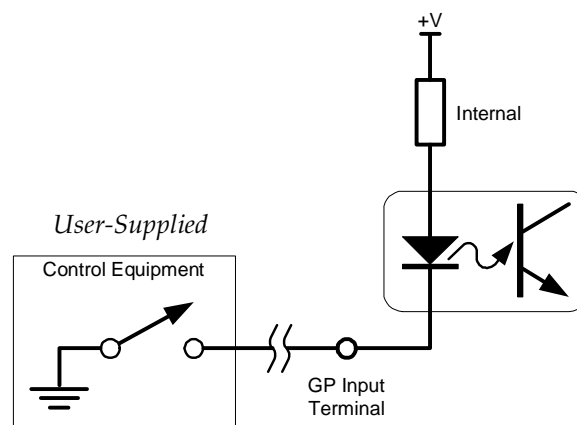 +V
Internal
User-Supplied
Control Equipment
GP Input
Terminal